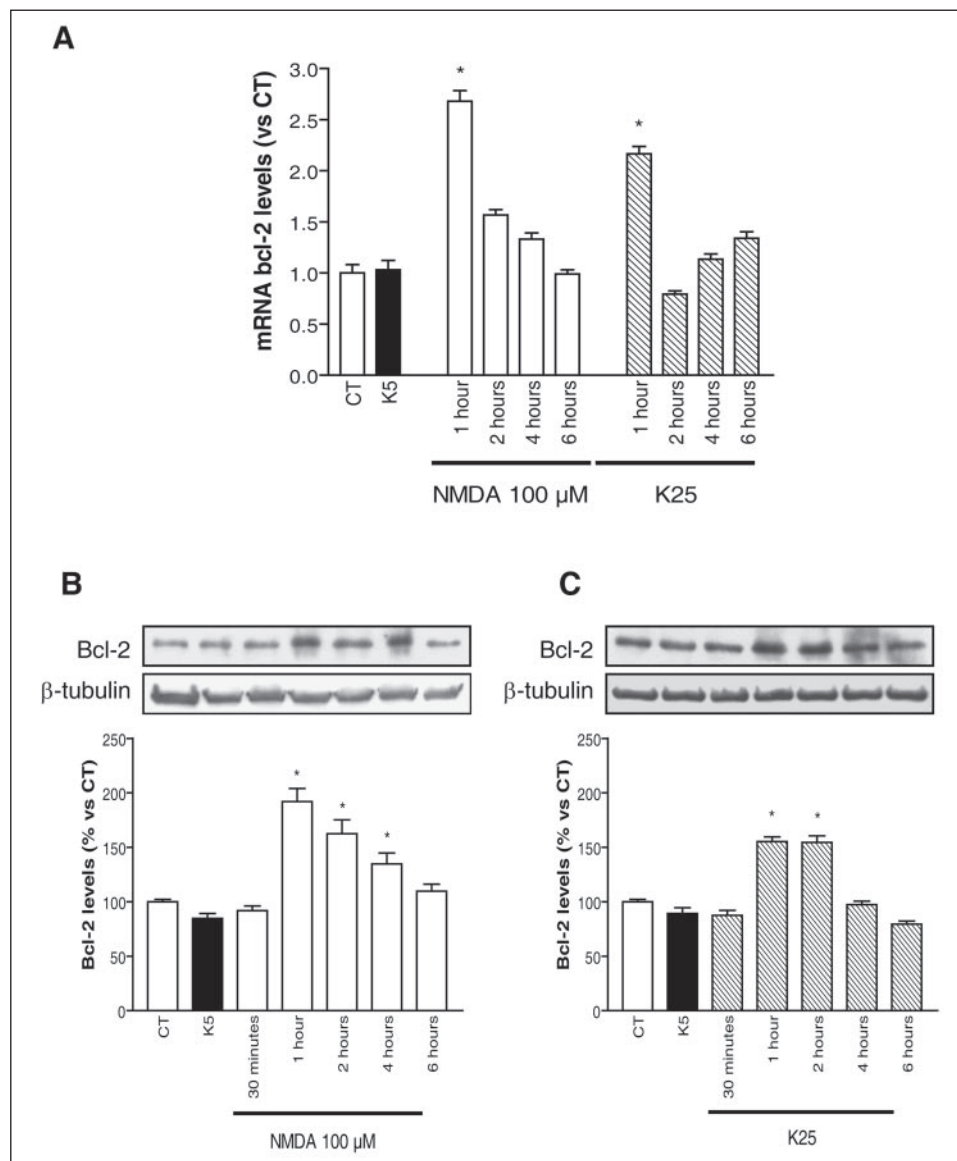 A
mRNA bcl-2 levels (vs CT)
3.0
2.5
2.0
1.5
1.0
0.5
0.0
*
*
CT
K5
1 hour
2 hours
4 hours
6 hours
1 hour
2 hours
4 hours
6 hours
NMDA 100 µM
K25
B
Bcl-2
β-tubulin
Bcl-2 levels (% vs CT)
250
200
150
100
50
0
*
*
*
CT
K5
30 minutes
1 hour
2 hours
4 hours
6 hours
NMDA 100 µM
C
Bcl-2
β-tubulin
Bcl-2 levels (% vs CT)
250
200
150
100
50
0
*
*
CT
K5
30 minutes
1 hour
2 hours
4 hours
6 hours
K25